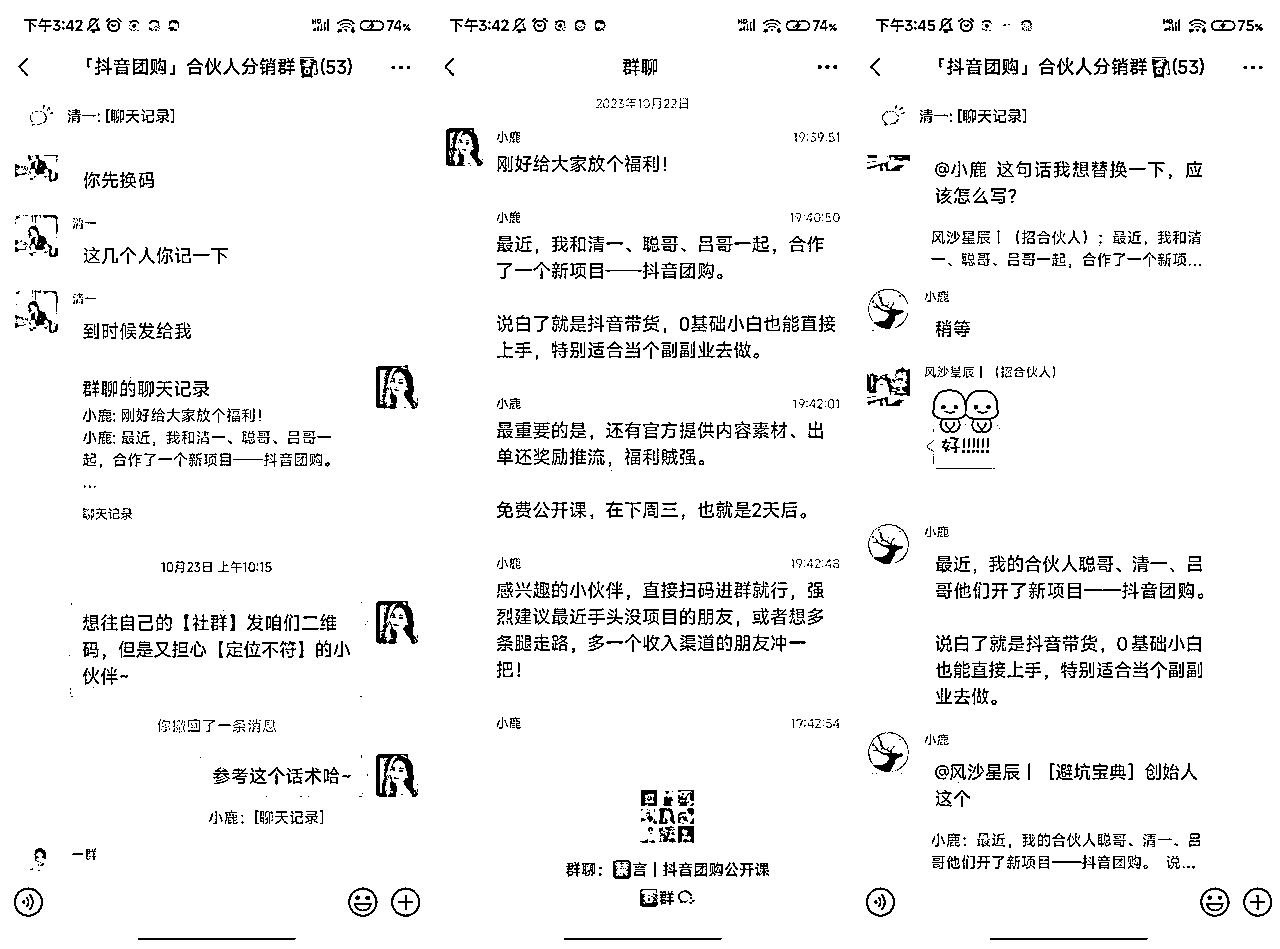 下午3:42
74%
「抖音团购」合伙人分销群(53)
清一: [聊天记录]
你先换码
清一
这几个人你记一下
清一
到时候发给我
群聊的聊天记录
小鹿: 刚好给大家放个福利！
小鹿: 最近，我和清一、聪哥、吕哥一
起，合作了一个新项目——抖音团购。
...
聊天记录
10月23日 上午10:15
想往自己的【社群】发咱们二维
码，但是又担心【定位不符】的小
伙伴~
你撤回了一条消息
参考这个话术哈~
小鹿：[聊天记录]
一群
下午3:42
74%
群聊
2023年10月22日
小鹿
19:39:51
刚好给大家放个福利！
小鹿
19:40:50
最近，我和清一、聪哥、吕哥一起，合作
了一个新项目——抖音团购。
说白了就是抖音带货，0基础小白也能直接
上手，特别适合当个副副业去做。
小鹿
19:42:01
最重要的是，还有官方提供内容素材、出
单还奖励推流，福利贼强。
免费公开课，在下周三，也就是2天后。
小鹿
19:42:43
感兴趣的小伙伴，直接扫码进群就行，强
烈建议最近手头没项目的朋友，或者想多
条腿走路，多一个收入渠道的朋友冲一
把！
小鹿
19:42:54
群聊：禁言丨抖音团购公开课
群
下午3:45
75%
「抖音团购」合伙人分销群(53)
清一: [聊天记录]
@小鹿 这句话我想替换一下，应
该怎么写？
风沙星辰丨（招合伙人）：最近，我和清
一、聪哥、吕哥一起，合作了一个新项...
小鹿
稍等
风沙星辰丨（招合伙人）
好!!!!!!
小鹿
最近，我的合伙人聪哥、清一、吕
哥他们开了新项目——抖音团购。
说白了就是抖音带货，0基础小白
也能直接上手，特别适合当个副副
业去做。
小鹿
@风沙星辰丨［避坑宝典］创始人
这个
小鹿：最近，我的合伙人聪哥、清一、吕
哥他们开了新项目——抖音团购。 说...